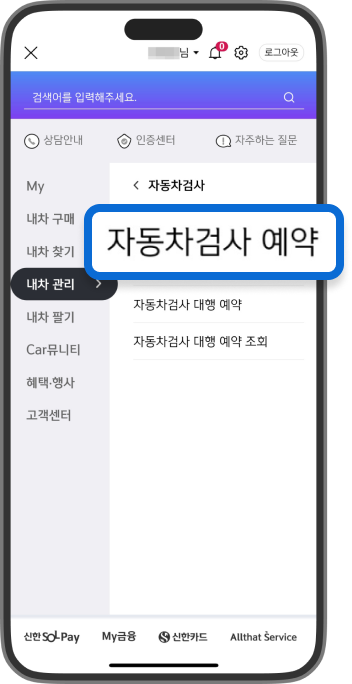 님 0 로그아웃
검색어를 입력해주세요.
상담안내 인증센터 자주하는 질문
My
내차 구매
내차 찾기
내차 관리
내차 팔기
Car뮤니티
혜택·행사
고객센터
자동차검사
자동차검사 예약
자동차검사 대행 예약
자동차검사 대행 예약 조회
신한 SOL Pay My금융 신한카드 Allthat Service